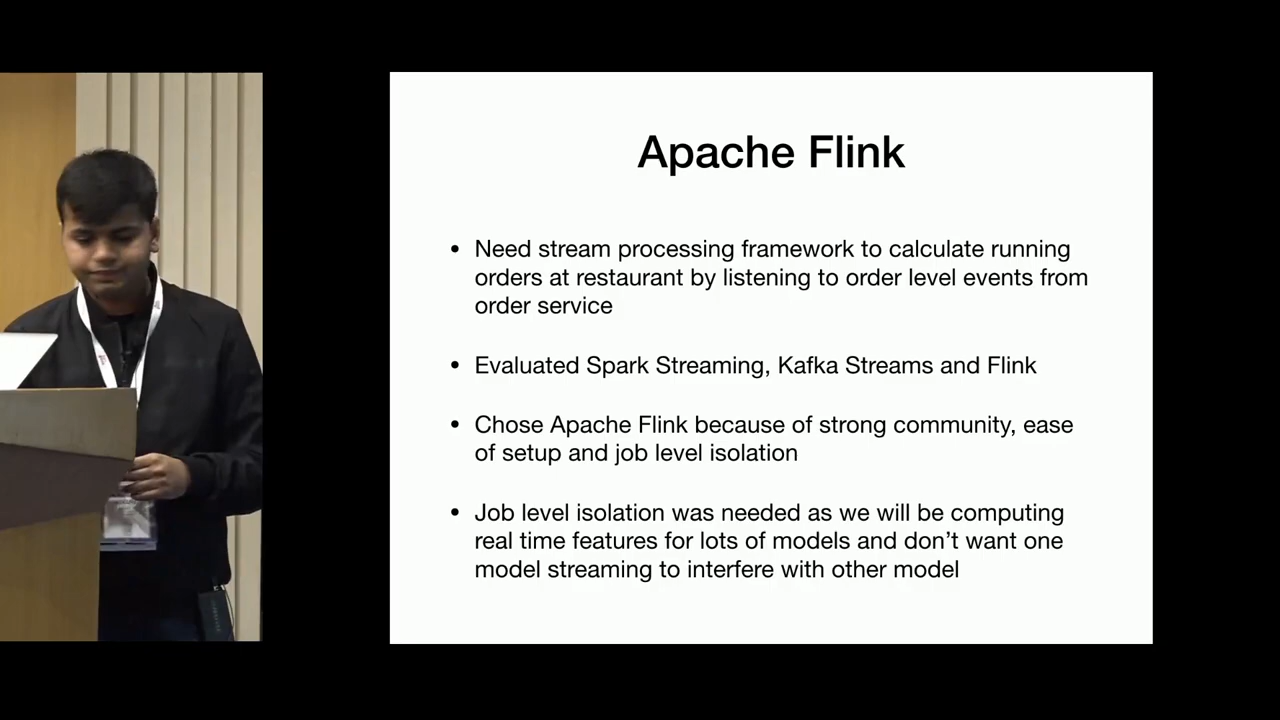 Apache Flink
• Need stream processing framework to calculate running
orders at restaurant by listening to order level events from
order service
• Evaluated Spark Streaming, Kafka Streams and Flink
• Chose Apache Flink because of strong community, ease
of setup and job level isolation
• Job level isolation was needed as we will be computing
real time features for lots of models and don’t want one
model streaming to interfere with other model